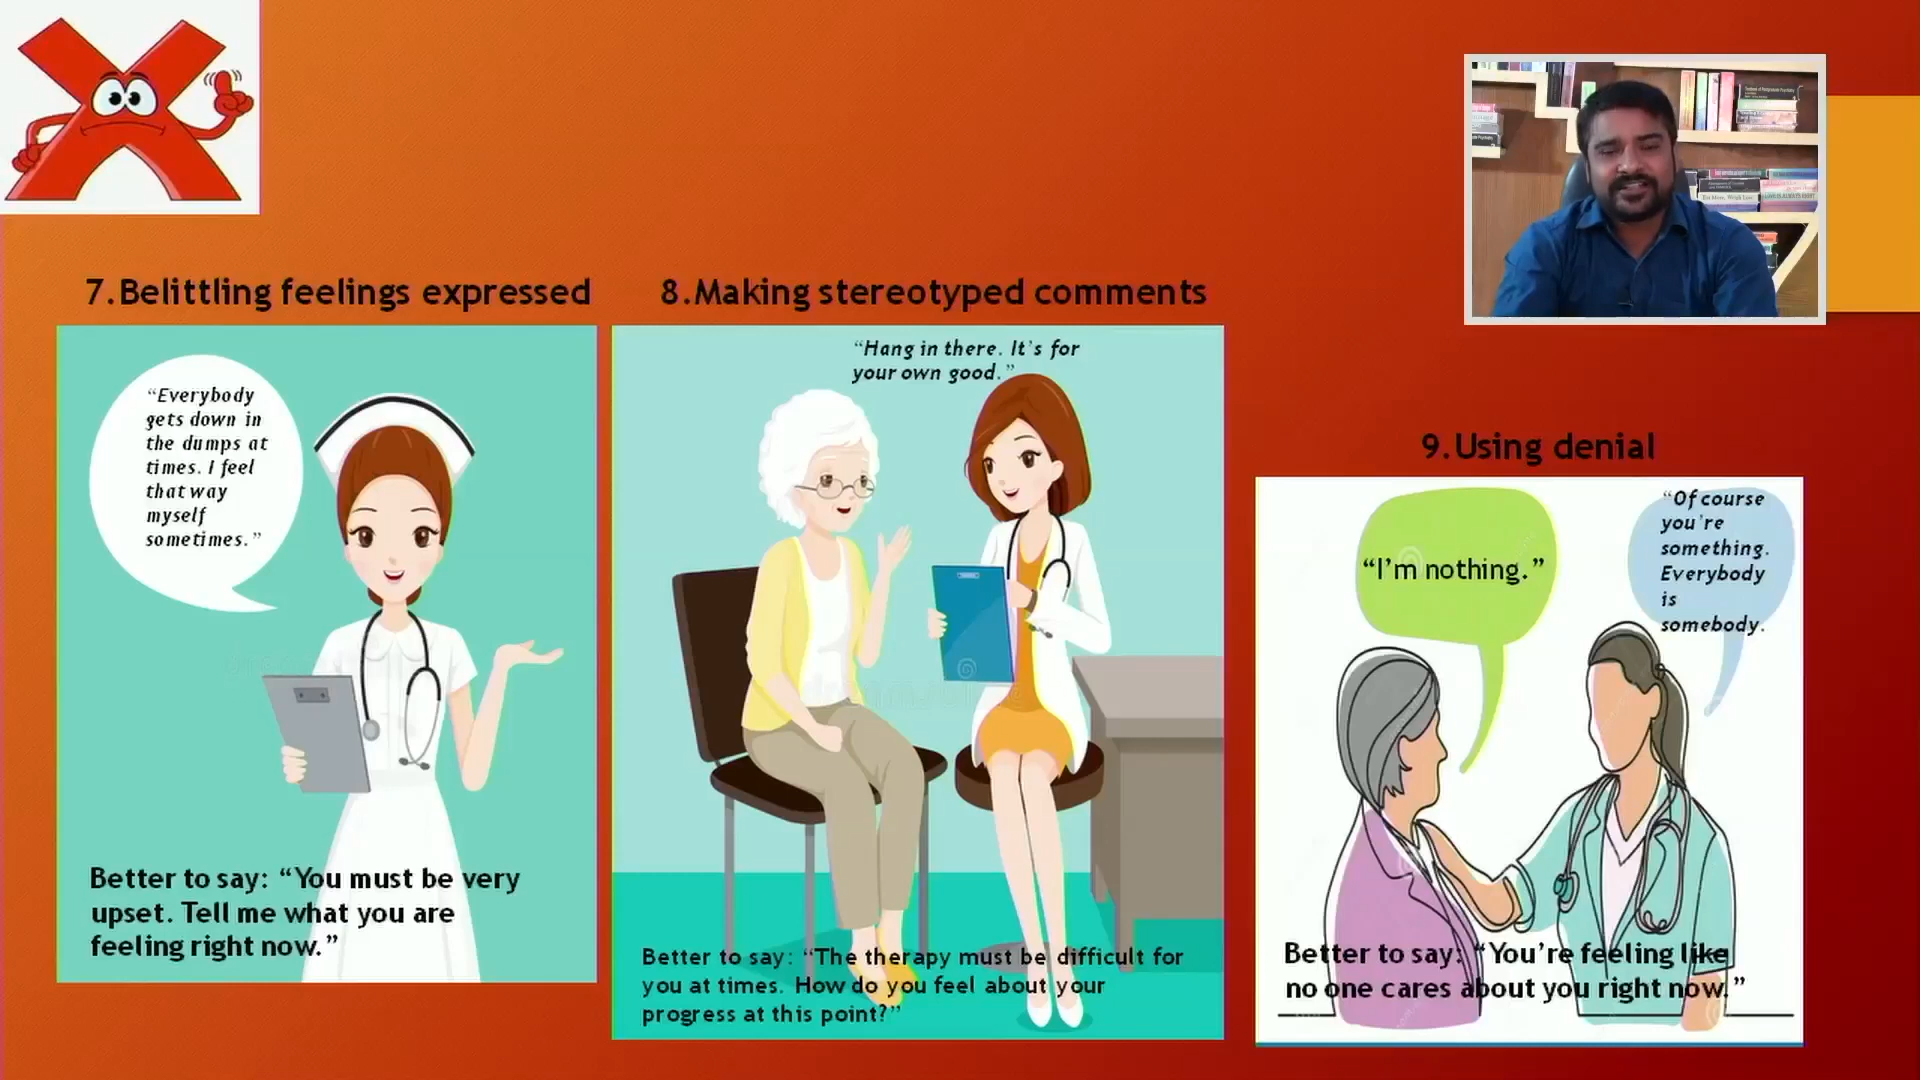 7.Belittling feelings expressed
“Everybody
gets down in
the dumps at
times. I feel
that way
myself
sometimes.”
Better to say: “You must be very
upset. Tell me what you are
feeling right now.”
8.Making stereotyped comments
“Hang in there. It’s for
your own good.”
Better to say: “The therapy must be difficult for
you at times. How do you feel about your
progress at this point?”
9.Using denial
“I’m nothing.”
“Of course
you’re
something.
Everybody
is
somebody.
Better to say: “You’re feeling like
no one cares about you right now.”